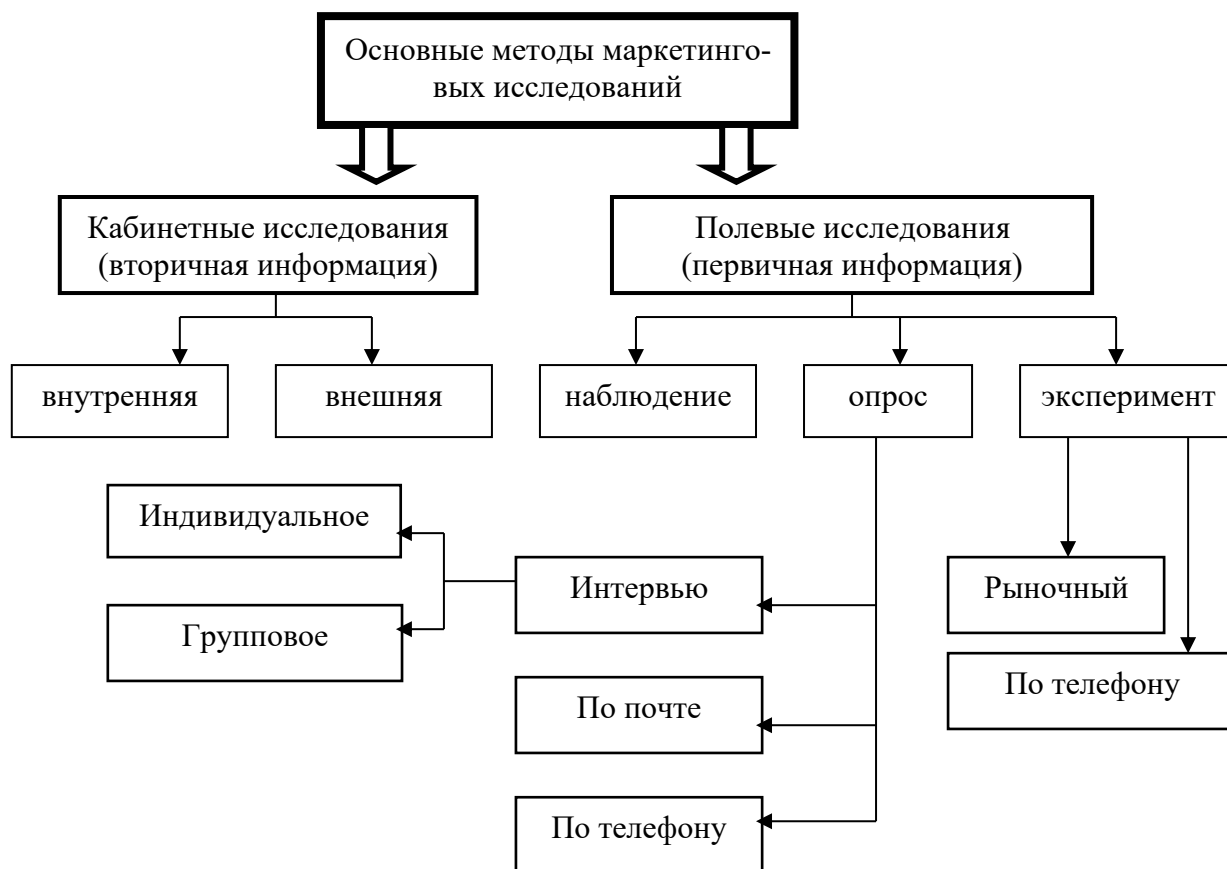 Основные методы маркетинго-
вых исследований
Кабинетные исследования
(вторичная информация)
Полевые исследования
(первичная информация)
внутренняя
внешняя
наблюдение
опрос
эксперимент
Индивидуальное
Групповое
Интервью
По почте
По телефону
Рыночный
По телефону